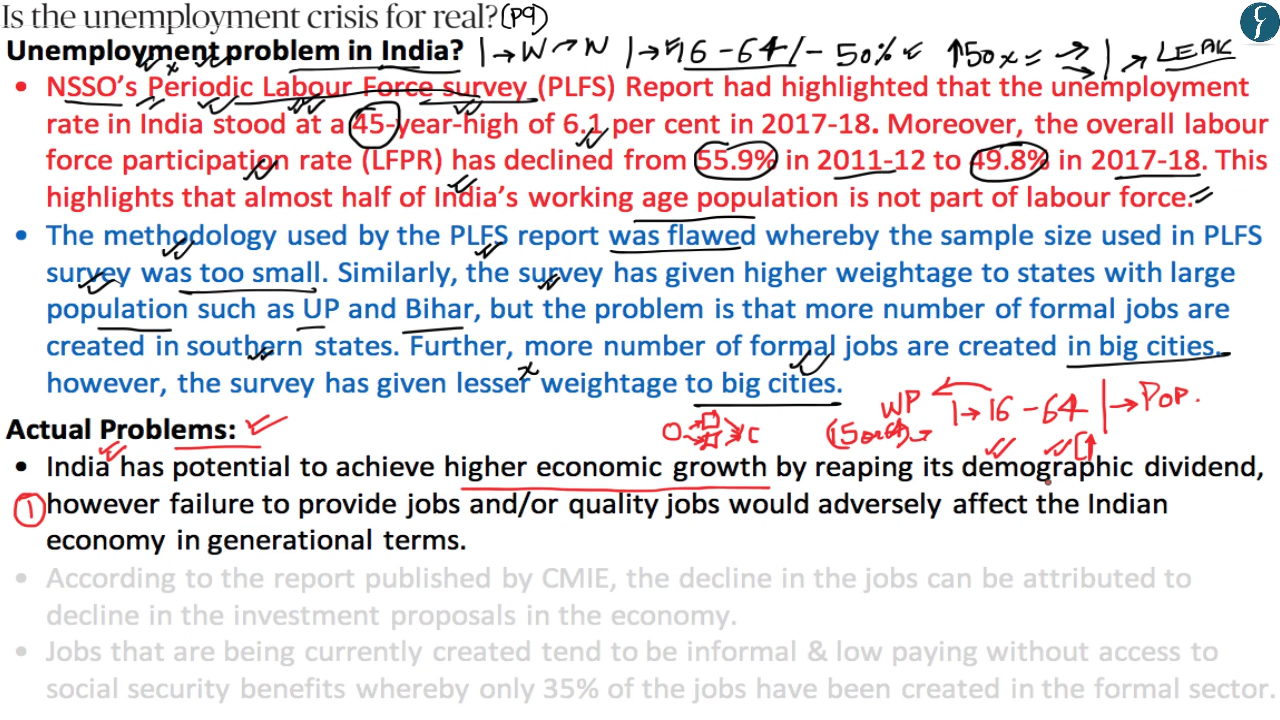 Is the unemployment crisis for real? (P9)
Unemployment problem in India? | → W → N | → 16-64 / - 50% ↑50x = → | → LEAK
• NSSO's Periodic Labour Force survey (PLFS) Report had highlighted that the unemployment
rate in India stood at a 45-year-high of 6.1 per cent in 2017-18. Moreover, the overall labour
force participation rate (LFPR) has declined from 55.9% in 2011-12 to 49.8% in 2017-18. This
highlights that almost half of India's working age population is not part of labour force.
• The methodology used by the PLFS report was flawed whereby the sample size used in PLFS
survey was too small. Similarly, the survey has given higher weightage to states with large
population such as UP and Bihar, but the problem is that more number of formal jobs are
created in southern states. Further, more number of formal jobs are created in big cities.
however, the survey has given lesser weightage to big cities.
WP ← | → 16-64 | → POP.
Actual Problems:
• India has potential to achieve higher economic growth by reaping its demographic dividend,
① however failure to provide jobs and/or quality jobs would adversely affect the Indian
economy in generational terms.
• According to the report published by CMIE, the decline in the jobs can be attributed to
decline in the investment proposals in the economy.
• Jobs that are being currently created tend to be informal & low paying without access to
social security benefits whereby only 35% of the jobs have been created in the formal sector.